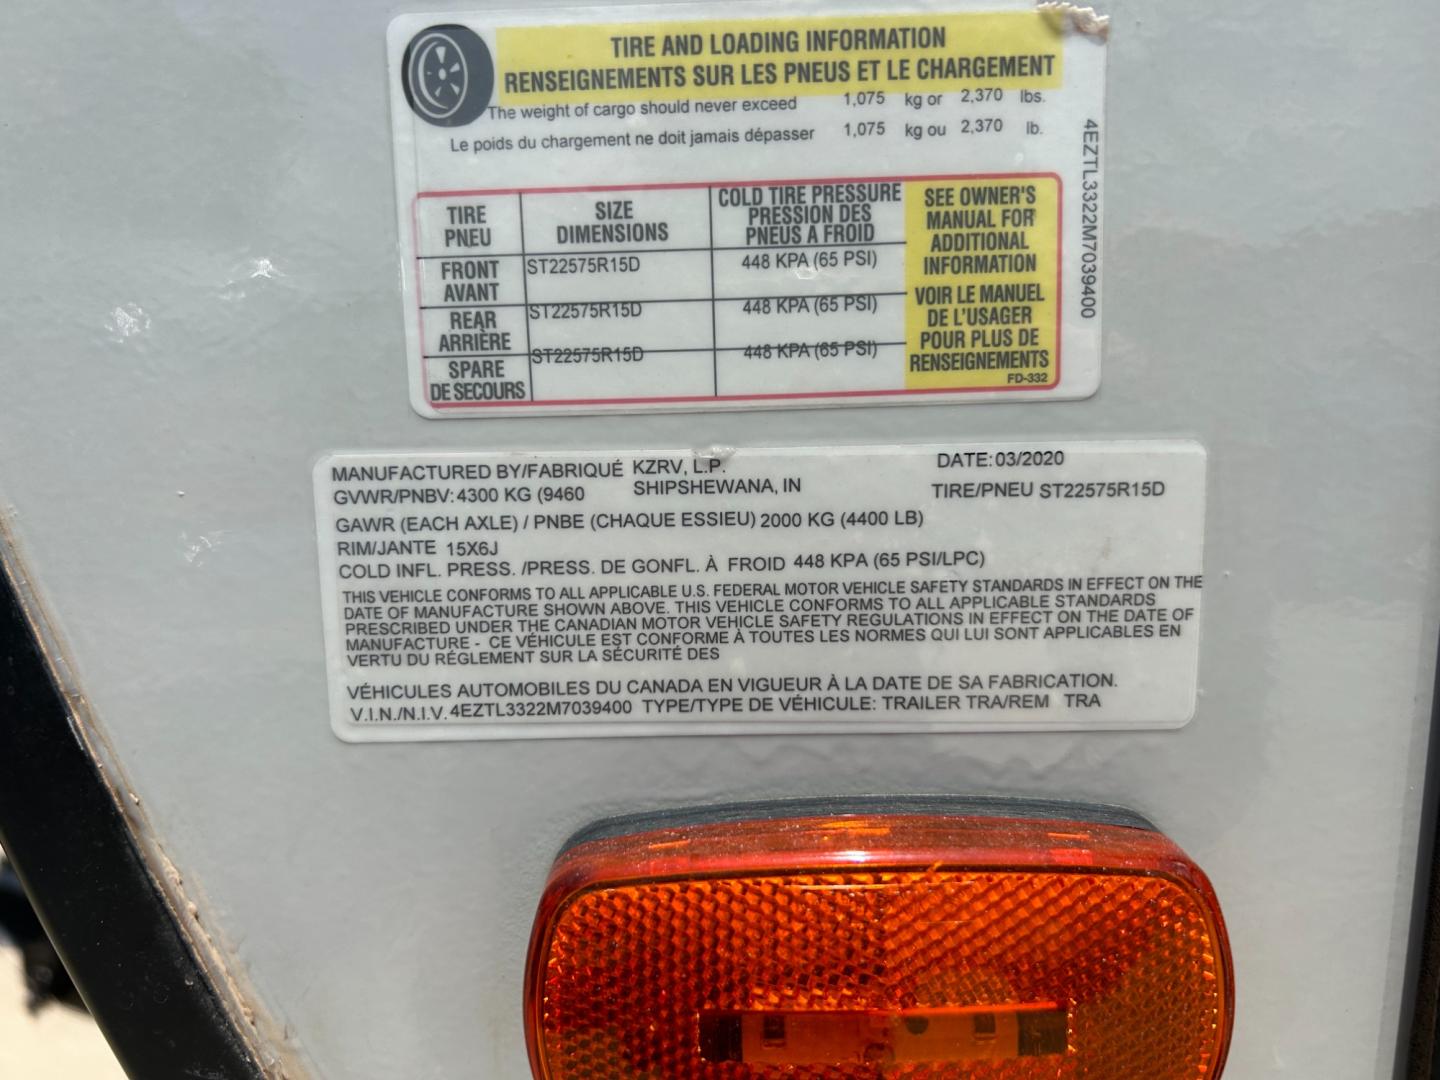 TIRE AND LOADING INFORMATION
RENSEIGNEMENTS SUR LES PNEUS ET LE CHARGEMENT
The weight of cargo should never exceed 1,075 kg or 2,370 lbs.
Le poids du chargement ne doit jamais dépasser 1,075 kg ou 2,370 lb.
TIRE
PNEU
SIZE
DIMENSIONS
COLD TIRE PRESSURE
PRESSION DES
PNEUS A FROID
FRONT
AVANT
ST22575R15D
448 KPA (65 PSI)
REAR
ARRIÈRE
ST22575R15D
448 KPA (65 PSI)
SPARE
DE SECOURS
ST22575R15D
448 KPA (65 PSI)
SEE OWNER'S
MANUAL FOR
ADDITIONAL
INFORMATION
VOIR LE MANUEL
DE L'USAGER
POUR PLUS DE
RENSEIGNEMENTS
FD-332
4EZTL3322M7039400
MANUFACTURED BY/FABRIQUÉ KZRV, L.P. DATE: 03/2020
GVWR/PNBV: 4300 KG (9460 SHIPSHEWANA, IN TIRE/PNEU ST22575R15D
GAWR (EACH AXLE) / PNBE (CHAQUE ESSIEU) 2000 KG (4400 LB)
RIM/JANTE 15X6J
COLD INFL. PRESS. /PRESS. DE GONFL. À FROID 448 KPA (65 PSI/LPC)
THIS VEHICLE CONFORMS TO ALL APPLICABLE U.S. FEDERAL MOTOR VEHICLE SAFETY STANDARDS IN EFFECT ON THE
DATE OF MANUFACTURE SHOWN ABOVE. THIS VEHICLE CONFORMS TO ALL APPLICABLE STANDARDS
PRESCRIBED UNDER THE CANADIAN MOTOR VEHICLE SAFETY REGULATIONS IN EFFECT ON THE DATE OF
MANUFACTURE - CE VÉHICULE EST CONFORME À TOUTES LES NORMES QUI LUI SONT APPLICABLES EN
VERTU DU RÉGLEMENT SUR LA SÉCURITÉ DES
VÉHICULES AUTOMOBILES DU CANADA EN VIGUEUR À LA DATE DE SA FABRICATION.
V.I.N./N.I.V. 4EZTL3322M7039400 TYPE/TYPE DE VÉHICULE: TRAILER TRA/REM TRA